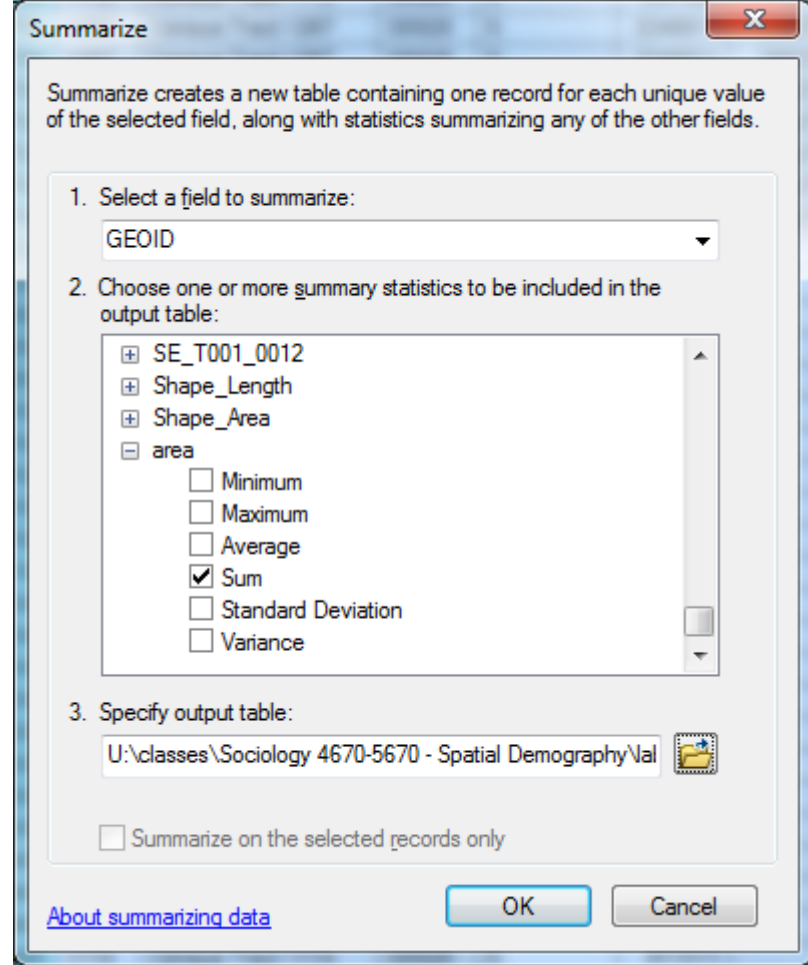 Summarize
Summarize creates a new table containing one record for each unique value
of the selected field, along with statistics summarizing any of the other fields.
1. Select a field to summarize:
GEOID
2. Choose one or more summary statistics to be included in the
output table:
SE_T001_0012
Shape_Length
Shape_Area
area
Minimum
Maximum
Average
Sum
Standard Deviation
Variance
3. Specify output table:
U:\classes\Sociology 4670-5670 - Spatial Demography\lal
Summarize on the selected records only
About summarizing data
OK
Cancel